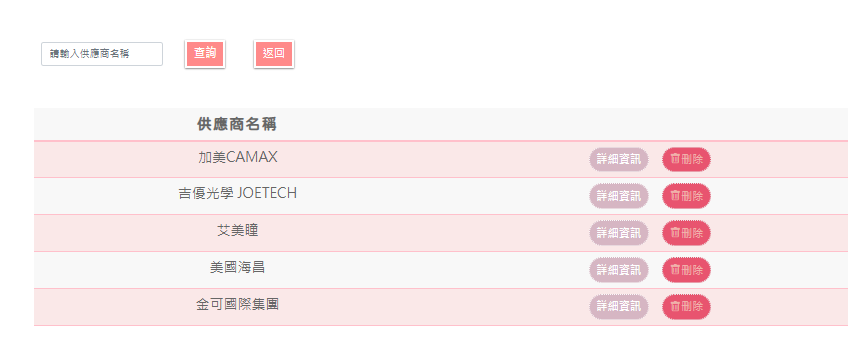 請輸入供應商名稱 查詢 返回
供應商名稱
加美CAMAX 詳細資訊 刪除
吉優光學 JOETECH 詳細資訊 刪除
艾美瞳 詳細資訊 刪除
美國海昌 詳細資訊 刪除
金可國際集團 詳細資訊 刪除